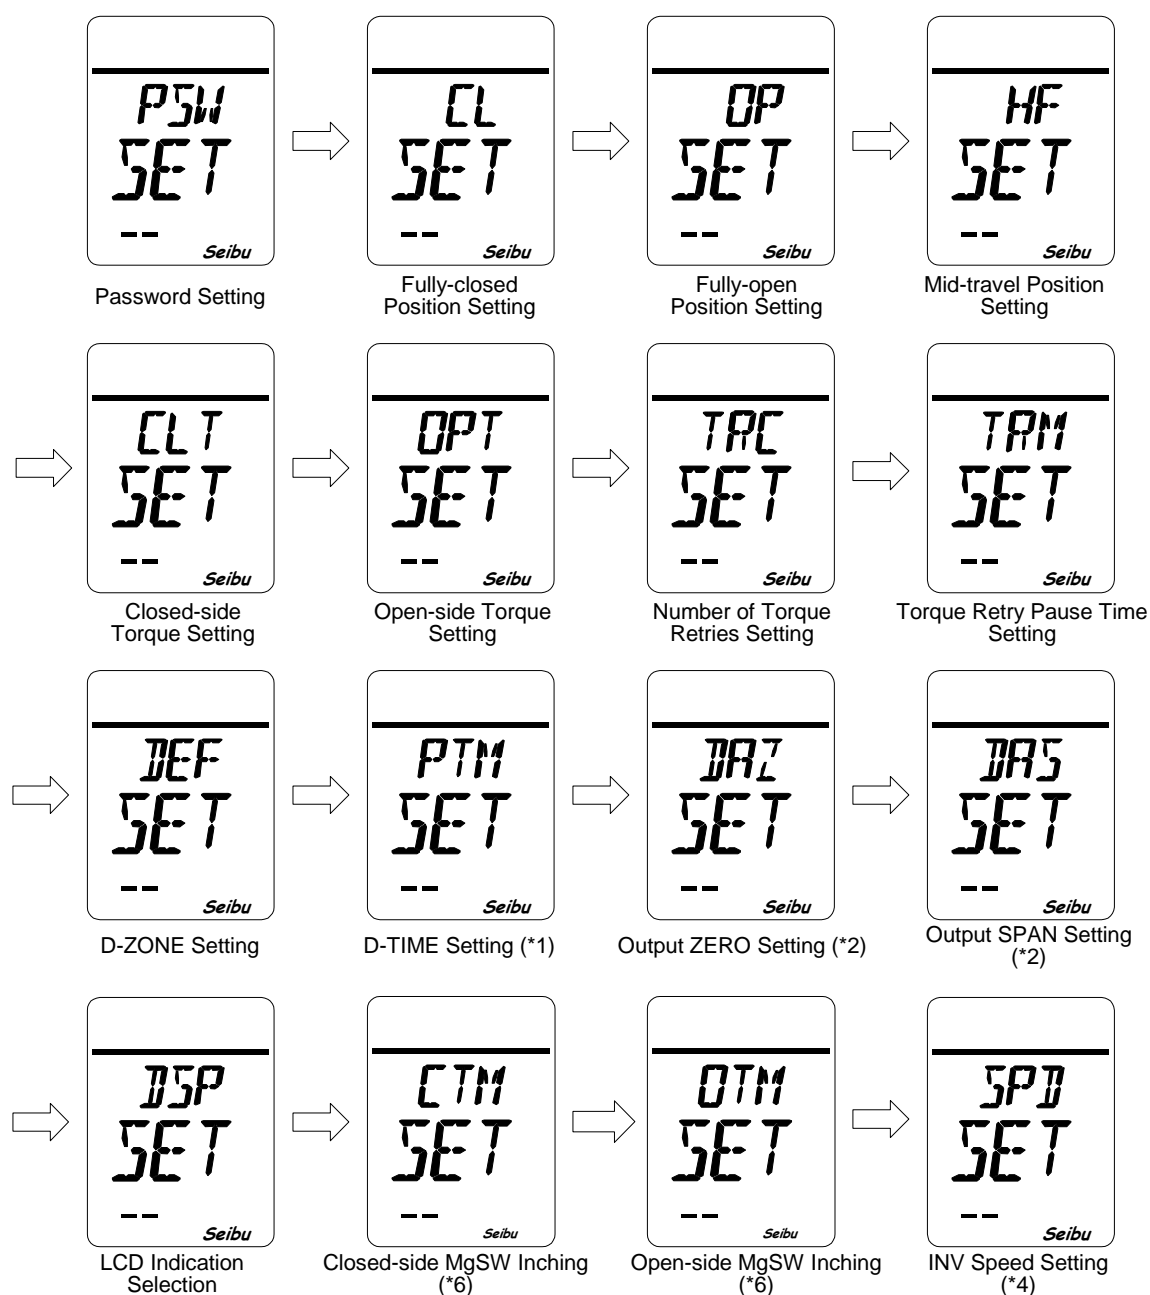 PSW
SET
--
Seibu
Password Setting
CL
SET
--
Seibu
Fully-closed
Position Setting
OP
SET
--
Seibu
Fully-open
Position Setting
HF
SET
--
Seibu
Mid-travel Position
Setting
CLT
SET
--
Seibu
Closed-side
Torque Setting
OPT
SET
--
Seibu
Open-side Torque
Setting
TRC
SET
--
Seibu
Number of Torque
Retries Setting
TRM
SET
--
Seibu
Torque Retry Pause Time
Setting
DEF
SET
--
Seibu
D-ZONE Setting
PTM
SET
--
Seibu
D-TIME Setting (*1)
DAZ
SET
--
Seibu
Output ZERO Setting (*2)
DAS
SET
--
Seibu
Output SPAN Setting
(*2)
DSP
SET
--
Seibu
LCD Indication
Selection
CTM
SET
--
Seibu
Closed-side MgSW Inching
(*6)
OTM
SET
--
Seibu
Open-side MgSW Inching
(*6)
SPD
SET
--
Seibu
INV Speed Setting
(*4)